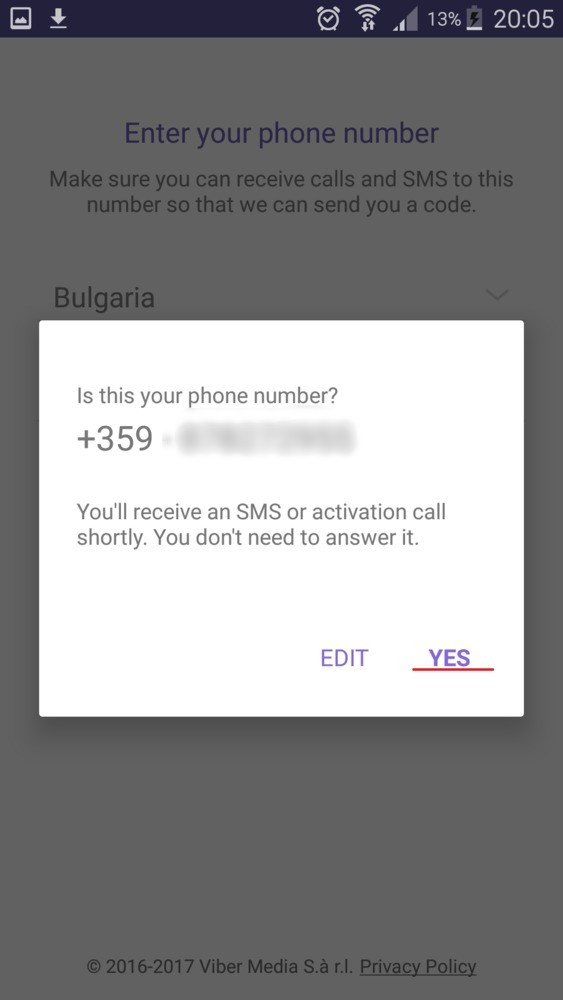 13% 20:05
Enter your phone number
Make sure you can receive calls and SMS to this
number so that we can send you a code.
Bulgaria
Is this your phone number?
+359
You'll receive an SMS or activation call
shortly. You don't need to answer it.
EDIT YES
© 2016-2017 Viber Media S.à r.l. Privacy Policy